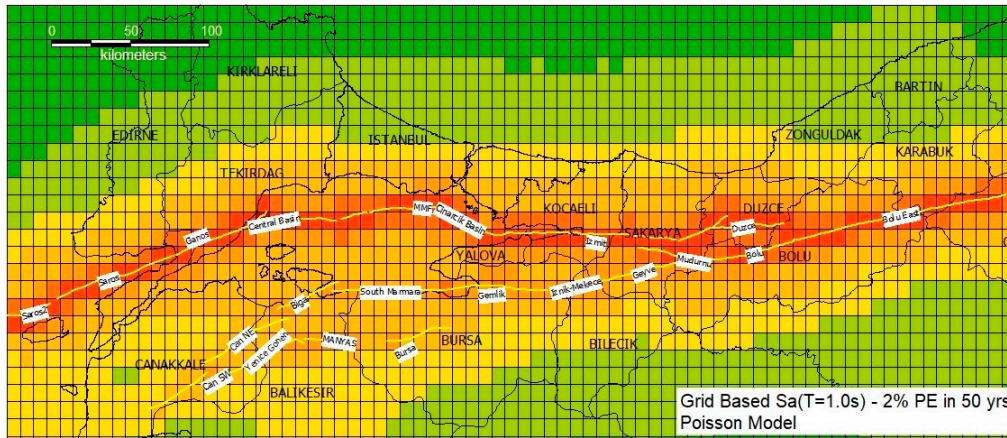 0 50 100
kilometers
KIRKLARELI
BARTIN
EDIRNE
ISTANBUL
ZONGULDAK
KARABUK
TEKIRDAG
KOCAELI
DUZCE
MMF
Cinarcik Basin
Central Basin
Bolu East
Duzce
SAKARYA
Ganos
Izmit
YALOVA
Mudurnu
Bolu
BOLU
Saros
Geyve
Iznik-Mekece
South Marmara
Gemlik
Biga
Saros2
Can NE
MANYAS
BURSA
Bursa
BILECIK
Yenice Gonen
CANAKKALE
Can SW
BALIKESIR
Grid Based Sa(T=1.0s) - 2% PE in 50 yrs
Poisson Model